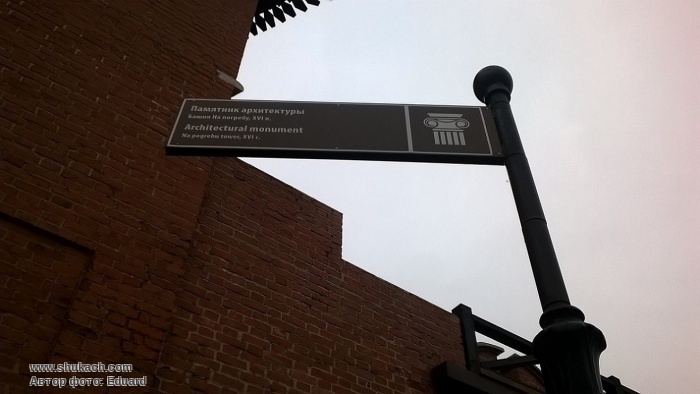 Памятник архитектуры
Башня На погребу, XVI в.
Architectural monument
Na pogrebu tower, XVI c.
www.shukach.com
Автор фото: Eduard